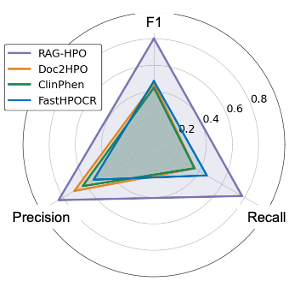 F1
RAG-HPO
Doc2HPO
ClinPhen
FastHPOCR
0.8
0.6
0.4
0.2
Precision
Recall